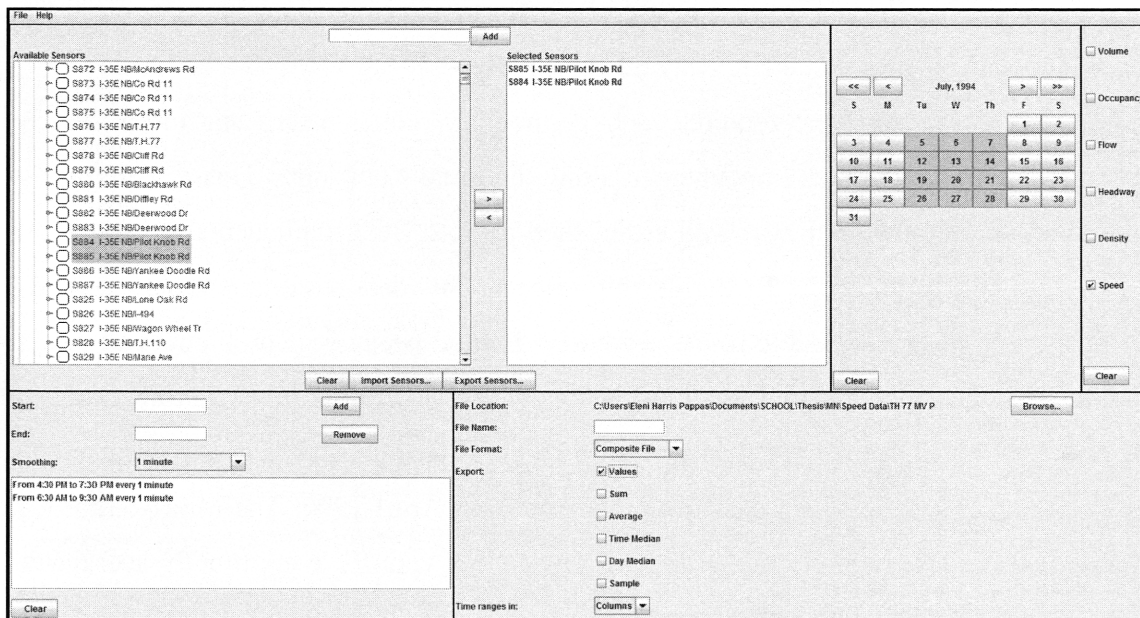 File Help
Add
Available Sensors
S872 I-35E NB/McAndrews Rd
S873 I-35E NB/Co Rd 11
S874 I-35E NB/Co Rd 11
S875 I-35E NB/Co Rd 11
S876 I-35E NB/T.H.77
S877 I-35E NB/T.H.77
S878 I-35E NB/Cliff Rd
S879 I-35E NB/Cliff Rd
S880 I-35E NB/Blackhawk Rd
S881 I-35E NB/Diffley Rd
S882 I-35E NB/Deerwood Dr
S883 I-35E NB/Deerwood Dr
S884 I-35E NB/Pilot Knob Rd
S885 I-35E NB/Pilot Knob Rd
S886 I-35E NB/Yankee Doodle Rd
S887 I-35E NB/Yankee Doodle Rd
S825 I-35E NB/Lone Oak Rd
S826 I-35E NB/I-494
S827 I-35E NB/Wagon Wheel Tr
S828 I-35E NB/T.H.110
S829 I-35E NB/Marie Ave
>
<
Selected Sensors
S885 I-35E NB/Pilot Knob Rd
S884 I-35E NB/Pilot Knob Rd
Clear Import Sensors... Export Sensors...
<< < July, 1994 > >>
S M Tu W Th F S
1 2
3 4 5 6 7 8 9
10 11 12 13 14 15 16
17 18 19 20 21 22 23
24 25 26 27 28 29 30
31
Clear
Volume
Occupanc
Flow
Headway
Density
Speed
Clear
Start: Add
End: Remove
Smoothing: 1 minute
From 4:30 PM to 7:30 PM every 1 minute
From 6:30 AM to 9:30 AM every 1 minute
Clear
File Location: C:\Users\Eleni Harris Pappas\Documents\SCHOOL\Thesis\MN\Speed Data\TH 77 MV P Browse...
File Name:
File Format: Composite File
Export: Values
Sum
Average
Time Median
Day Median
Sample
Time ranges in: Columns